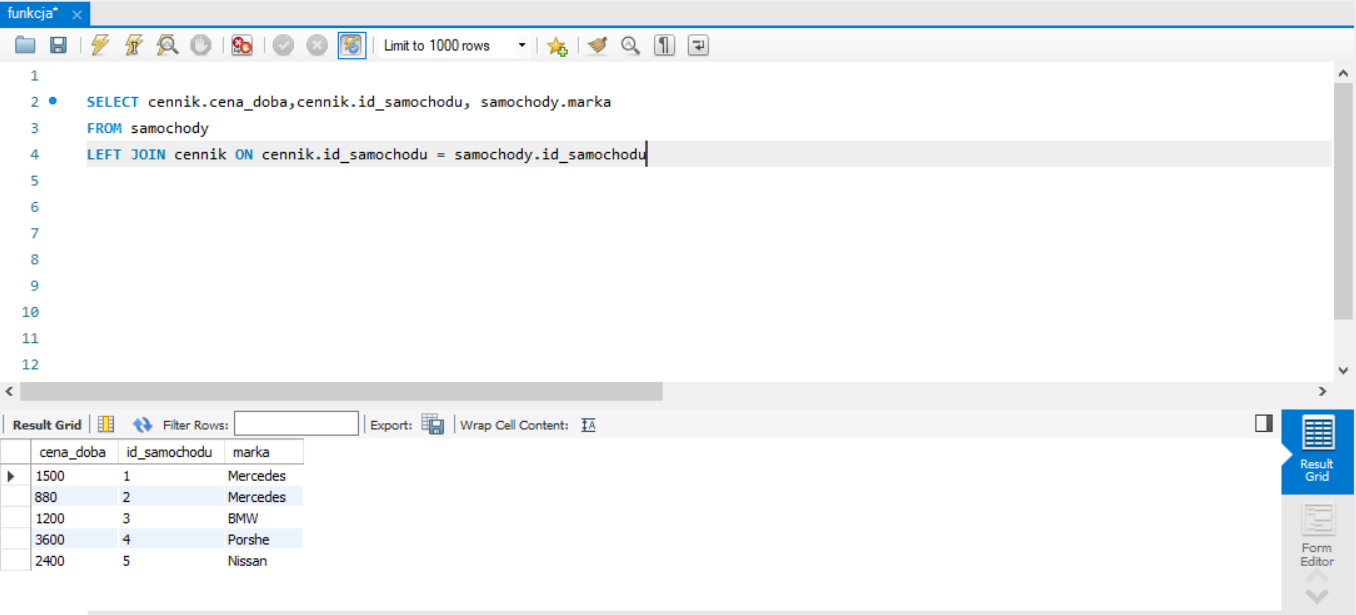 funkcja*
Limit to 1000 rows
1
2 SELECT cennik.cena_doba,cennik.id_samochodu, samochody.marka
3 FROM samochody
4 LEFT JOIN cennik ON cennik.id_samochodu = samochody.id_samochodu
5
6
7
8
9
10
11
12
Result Grid Filter Rows: Export: Wrap Cell Content:
cena_doba id_samochodu marka
1500 1 Mercedes
880 2 Mercedes
1200 3 BMW
3600 4 Porshe
2400 5 Nissan
Result
Grid
Form
Editor